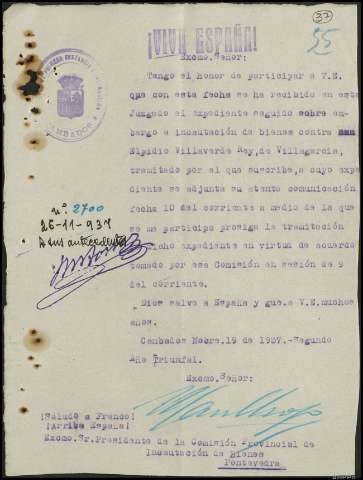 37
¡VIVA ESPAÑA!
55
Excmo. Señor:
Tengo el honor de participar a V.E.
que con esta fecha se ha recibido en este
Juzgado el expediente seguido sobre em-
bargo e incautación de bienes contra
Elpidio Villaverde Rey, de Villagarcía,
tramitado por el que suscribe, a cuyo expe
diente se adjunta su atenta comunicación
fecha 10 del corriente a medio de la que
se me participa prosiga la tramitación
dicho expediente en virtud de acuerdo
tomado por esa Comisión en sesión de 9
del corriente.
Dios salve a España y gue.a V.E.muchos
años.
Cambados Nobre.19 de 1937.-Segundo
Año Triunfal.
Excmo.Señor:
nº: 2700
26-11-937
A sus antecedentes
¡Saludo a Franco!
¡Arriba España!
Excmo.Sr.Presidente de la Comisión Provincial de
Incautación de Bienes
Pontevedra